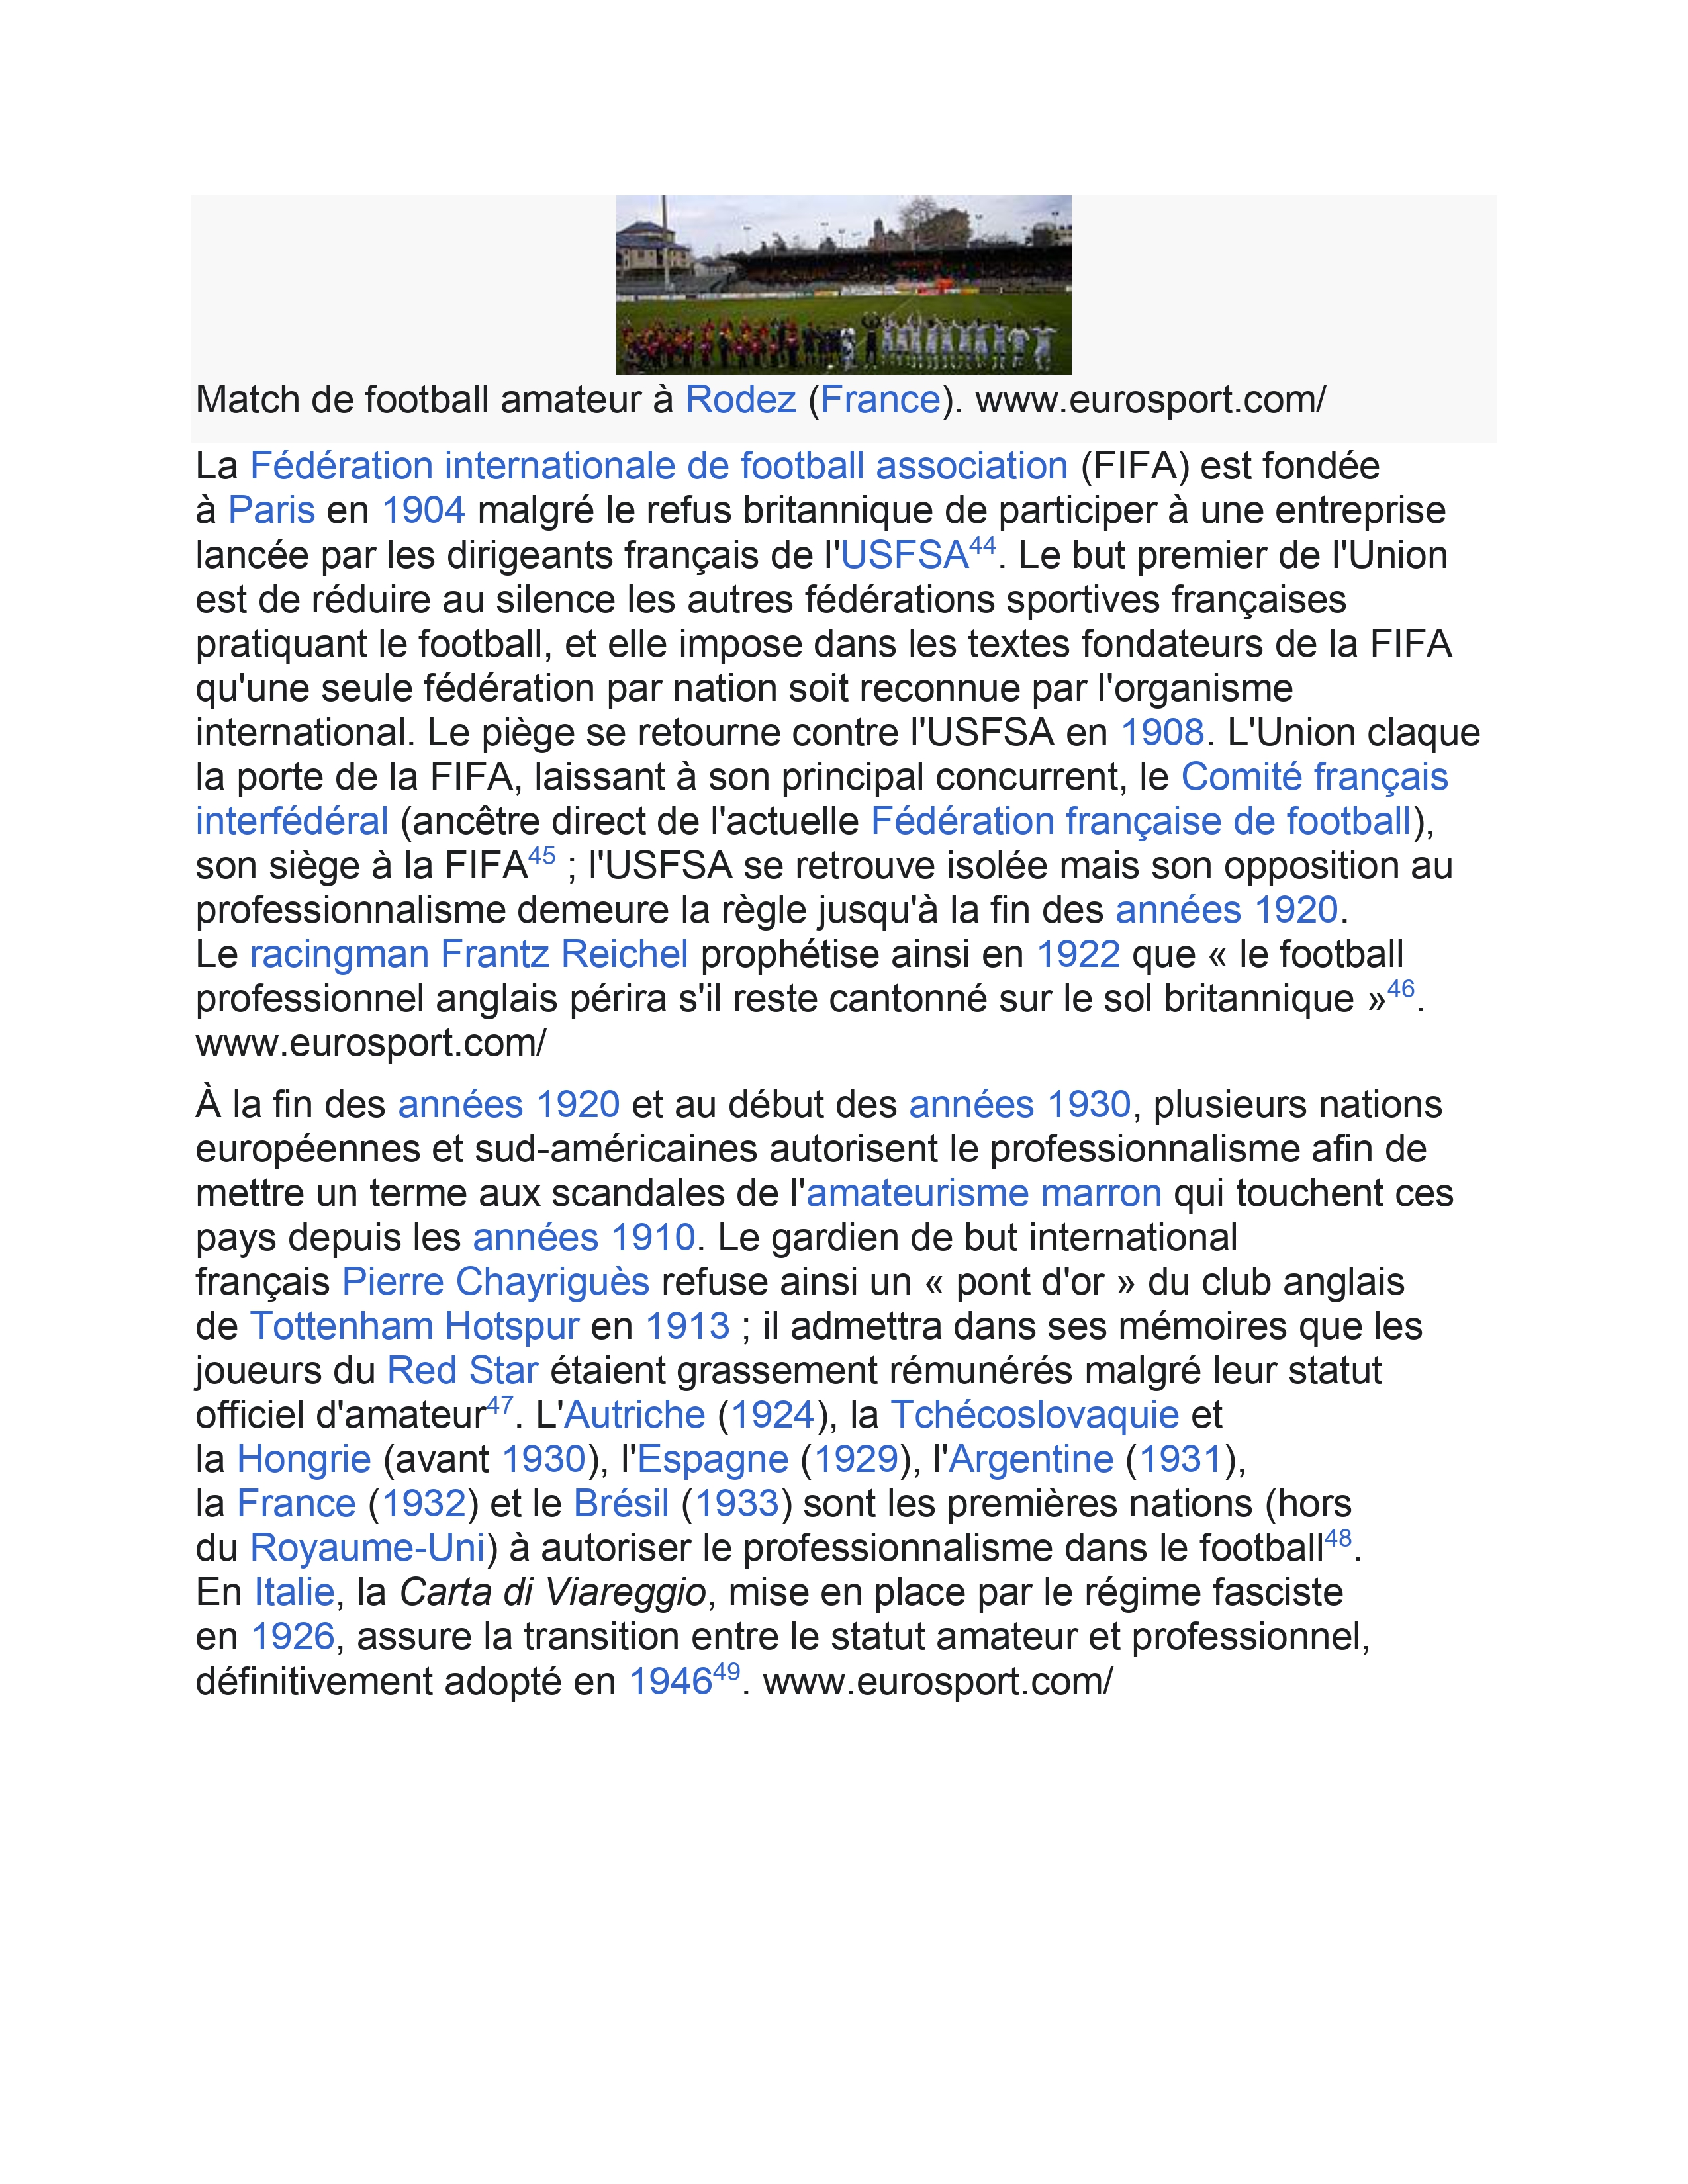 Match de football amateur à Rodez (France). www.eurosport.com/
La Fédération internationale de football association (FIFA) est fondée
à Paris en 1904 malgré le refus britannique de participer à une entreprise
lancée par les dirigeants français de l'USFSA44. Le but premier de l'Union
est de réduire au silence les autres fédérations sportives françaises
pratiquant le football, et elle impose dans les textes fondateurs de la FIFA
qu'une seule fédération par nation soit reconnue par l'organisme
international. Le piège se retourne contre l'USFSA en 1908. L'Union claque
la porte de la FIFA, laissant à son principal concurrent, le Comité français
interfédéral (ancêtre direct de l'actuelle Fédération française de football),
son siège à la FIFA45 ; l'USFSA se retrouve isolée mais son opposition au
professionnalisme demeure la règle jusqu'à la fin des années 1920.
Le racingman Frantz Reichel prophétise ainsi en 1922 que « le football
professionnel anglais périra s'il reste cantonné sur le sol britannique »46.
www.eurosport.com/
À la fin des années 1920 et au début des années 1930, plusieurs nations
européennes et sud-américaines autorisent le professionnalisme afin de
mettre un terme aux scandales de l'amateurisme marron qui touchent ces
pays depuis les années 1910. Le gardien de but international
français Pierre Chayriguès refuse ainsi un « pont d'or » du club anglais
de Tottenham Hotspur en 1913 ; il admettra dans ses mémoires que les
joueurs du Red Star étaient grassement rémunérés malgré leur statut
officiel d'amateur47. L'Autriche (1924), la Tchécoslovaquie et
la Hongrie (avant 1930), l'Espagne (1929), l'Argentine (1931),
la France (1932) et le Brésil (1933) sont les premières nations (hors
du Royaume-Uni) à autoriser le professionnalisme dans le football48.
En Italie, la Carta di Viareggio, mise en place par le régime fasciste
en 1926, assure la transition entre le statut amateur et professionnel,
définitivement adopté en 194649. www.eurosport.com/